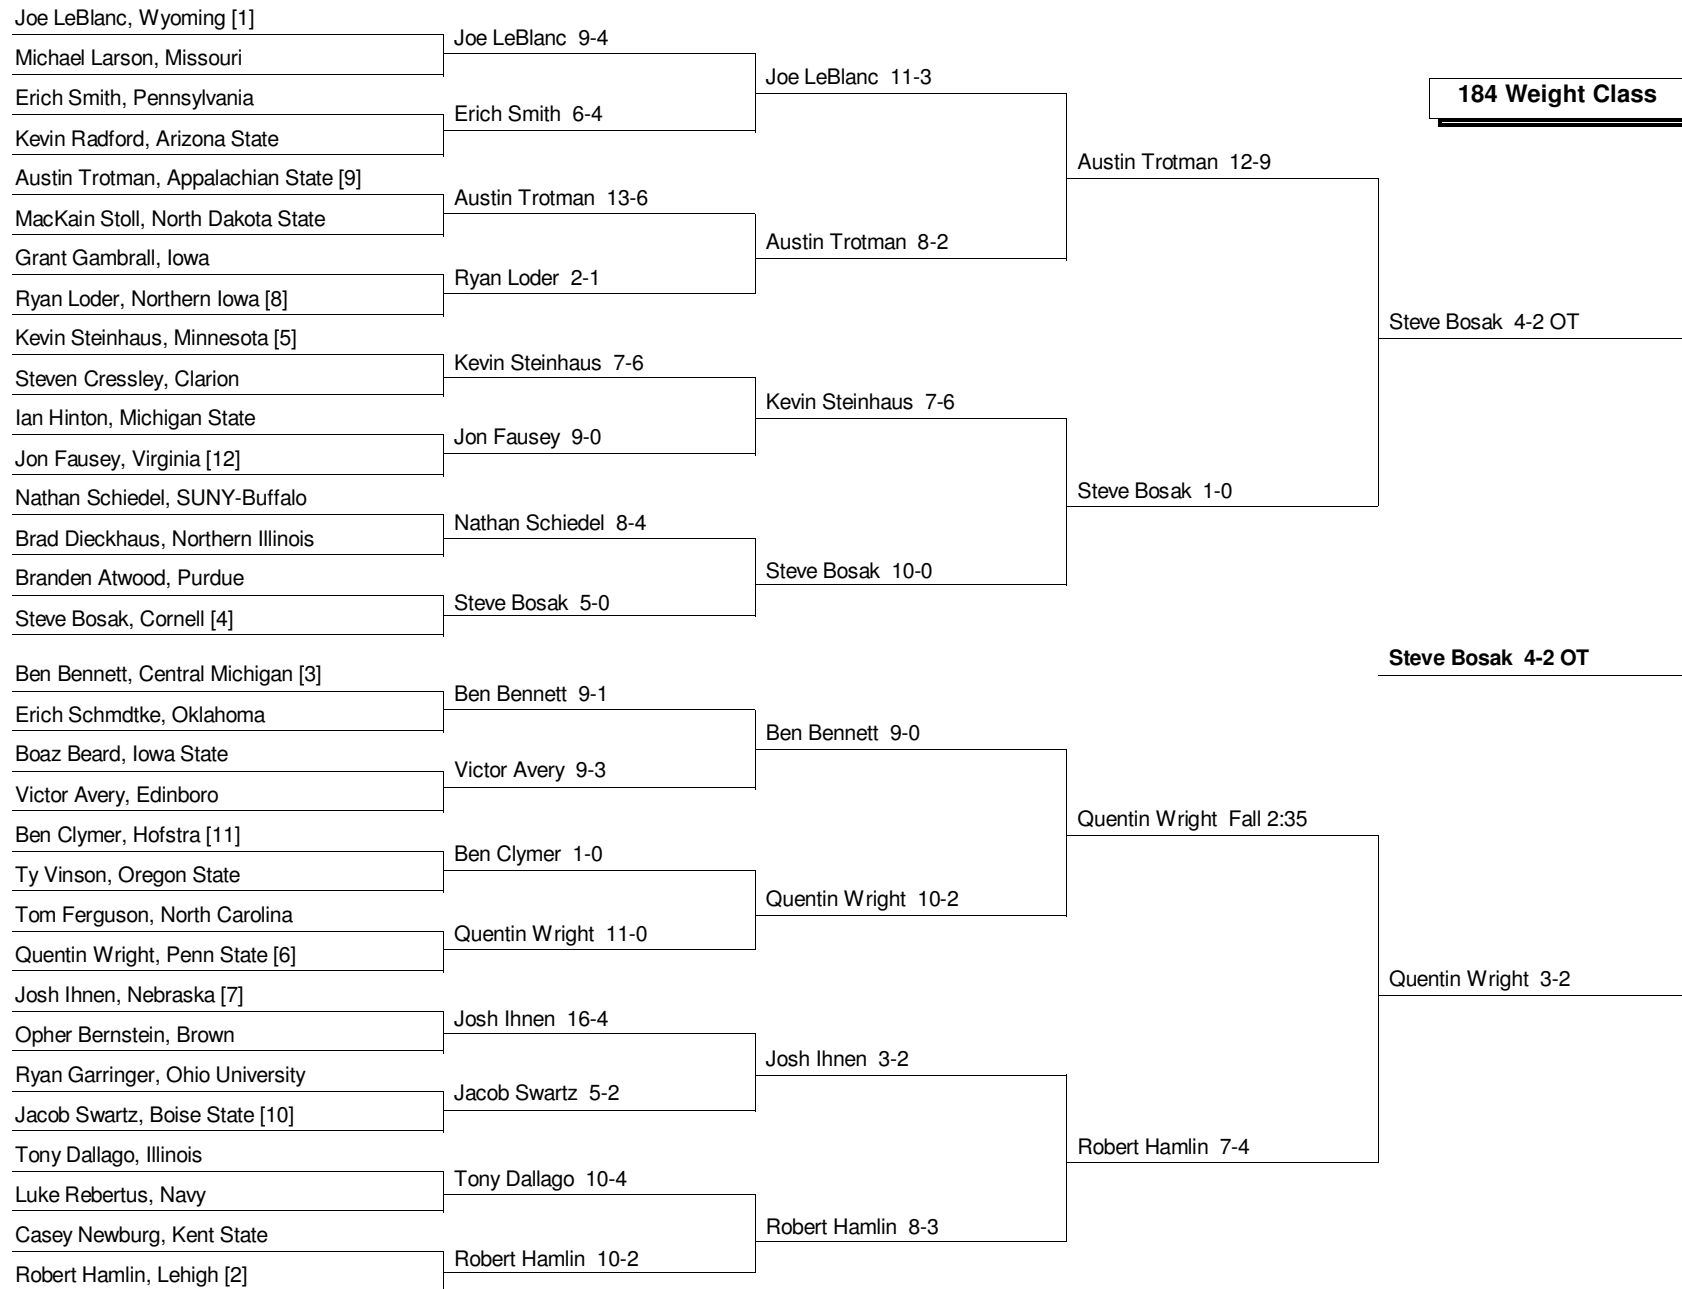 Joe LeBlanc, Wyoming [1]
Michael Larson, Missouri
Erich Smith, Pennsylvania
Kevin Radford, Arizona State
Austin Trotman, Appalachian State [9]
MacKain Stoll, North Dakota State
Grant Gambrall, Iowa
Ryan Loder, Northern Iowa [8]
Kevin Steinhaus, Minnesota [5]
Steven Cressley, Clarion
Ian Hinton, Michigan State
Jon Fausey, Virginia [12]
Nathan Schiedel, SUNY-Buffalo
Brad Dieckhaus, Northern Illinois
Branden Atwood, Purdue
Steve Bosak, Cornell [4]
Ben Bennett, Central Michigan [3]
Erich Schmdtke, Oklahoma
Boaz Beard, Iowa State
Victor Avery, Edinboro
Ben Clymer, Hofstra [11]
Ty Vinson, Oregon State
Tom Ferguson, North Carolina
Quentin Wright, Penn State [6]
Josh Ihnen, Nebraska [7]
Opher Bernstein, Brown
Ryan Garringer, Ohio University
Jacob Swartz, Boise State [10]
Tony Dallago, Illinois
Luke Rebertus, Navy
Casey Newburg, Kent State
Robert Hamlin, Lehigh [2]
Joe LeBlanc 9-4
Erich Smith 6-4
Austin Trotman 13-6
Ryan Loder 2-1
Kevin Steinhaus 7-6
Jon Fausey 9-0
Nathan Schiedel 8-4
Steve Bosak 5-0
Ben Bennett 9-1
Victor Avery 9-3
Ben Clymer 1-0
Quentin Wright 11-0
Josh Ihnen 16-4
Jacob Swartz 5-2
Tony Dallago 10-4
Robert Hamlin 10-2
Joe LeBlanc 11-3
Austin Trotman 8-2
Kevin Steinhaus 7-6
Steve Bosak 10-0
Ben Bennett 9-0
Quentin Wright 10-2
Josh Ihnen 3-2
Robert Hamlin 8-3
Austin Trotman 12-9
Steve Bosak 1-0
Quentin Wright Fall 2:35
Robert Hamlin 7-4
184 Weight Class
Steve Bosak 4-2 OT
Steve Bosak 4-2 OT
Quentin Wright 3-2